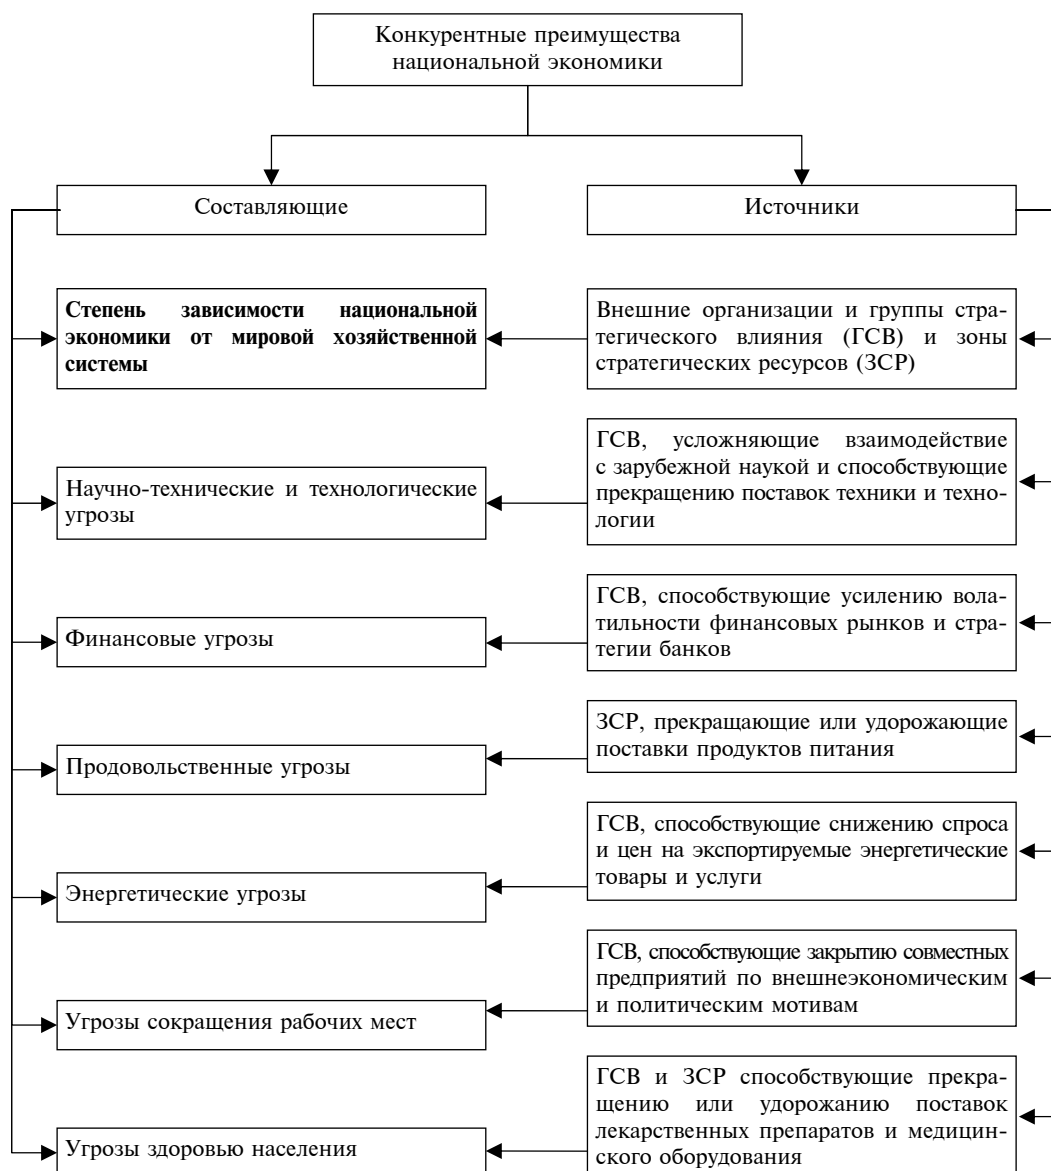 Конкурентные преимущества
национальной экономики
Составляющие
Источники
Степень зависимости национальной
экономики от мировой хозяйственной
системы
Внешние организации и группы стра-
тегического влияния (ГСВ) и зоны
стратегических ресурсов (ЗСР)
Научно-технические и технологические
угрозы
ГСВ, усложняющие взаимодействие
с зарубежной наукой и способствующие
прекращению поставок техники и техно-
логии
Финансовые угрозы
ГСВ, способствующие усилению вола-
тильности финансовых рынков и стра-
тегии банков
Продовольственные угрозы
ЗСР, прекращающие или удорожающие
поставки продуктов питания
Энергетические угрозы
ГСВ, способствующие снижению спроса
и цен на экспортируемые энергетические
товары и услуги
Угрозы сокращения рабочих мест
ГСВ, способствующие закрытию совместных
предприятий по внешнеэкономическим
и политическим мотивам
Угрозы здоровью населения
ГСВ и ЗСР способствующие прекра-
щению или удорожанию поставок
лекарственных препаратов и медицин-
ского оборудования